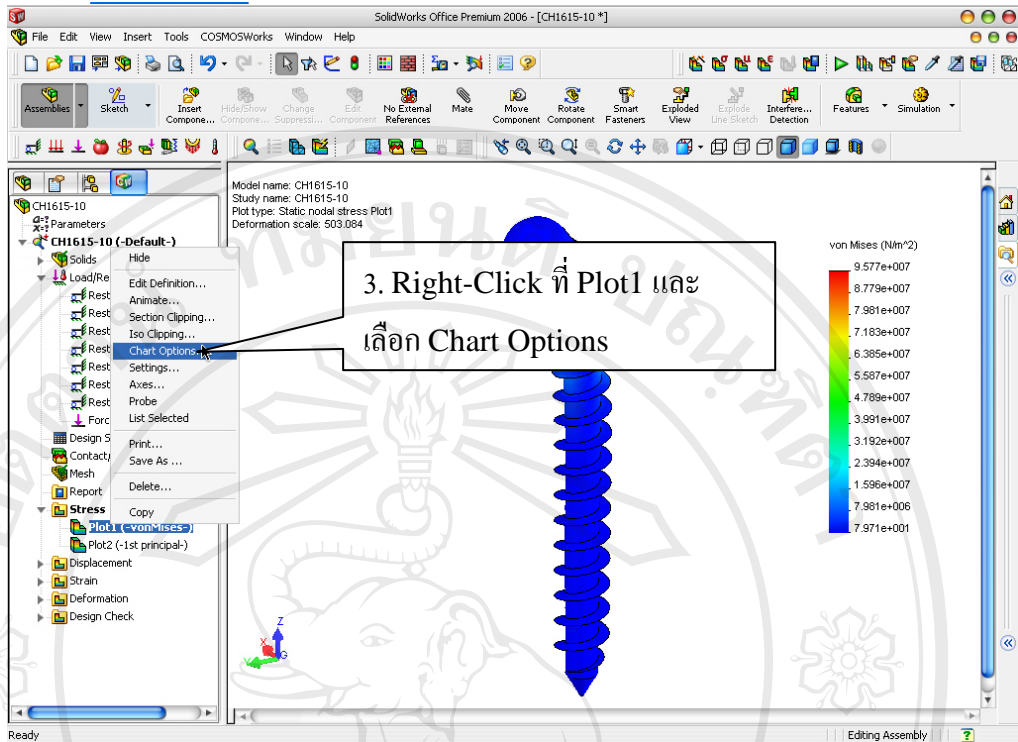 SolidWorks Office Premium 2006 - [CH1615-10 *]
File Edit View Insert Tools COSMOSWorks Window Help
Assemblies
Sketch
Insert Compone...
Hide/Show Compone...
Change Suppressi...
Edit Component
No External References
Mate
Move Component
Rotate Component
Smart Fasteners
Exploded View
Explode Line Sketch
Interfere... Detection
Features
Simulation
CH1615-10
Parameters
CH1615-10 (-Default-)
Solids
Load/Re
Rest
Rest
Rest
Rest
Rest
Rest
Rest
Forc
Design S
Contact/
Mesh
Report
Stress
Plot1 (-vonMises-)
Plot2 (-1st principal-)
Displacement
Strain
Deformation
Design Check
Hide
Edit Definition...
Animate...
Section Clipping...
Iso Clipping...
Chart Options...
Settings...
Axes...
Probe
List Selected
Print...
Save As ...
Delete...
Copy
Model name: CH1615-10
Study name: CH1615-10
Plot type: Static nodal stress Plot1
Deformation scale: 503.084
3. Right-Click ที่ Plot1 และ
เลือก Chart Options
von Mises (N/m^2)
9.577e+007
8.779e+007
7.981e+007
7.183e+007
6.385e+007
5.587e+007
4.789e+007
3.991e+007
3.192e+007
2.394e+007
1.596e+007
7.981e+006
7.971e+001
Z
X
Y
G
Ready
Editing Assembly